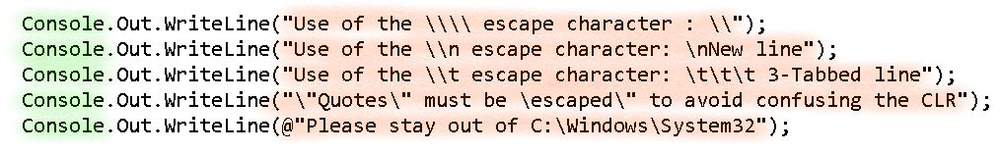 Console.Out.WriteLine("Use of the \\\\ escape character : \\");
Console.Out.WriteLine("Use of the \\n escape character: \nNew line");
Console.Out.WriteLine("Use of the \\t escape character: \t\t\t 3-Tabbed line");
Console.Out.WriteLine("\"Quotes\" must be \escaped\" to avoid confusing the CLR");
Console.Out.WriteLine(@"Please stay out of C:\Windows\System32");